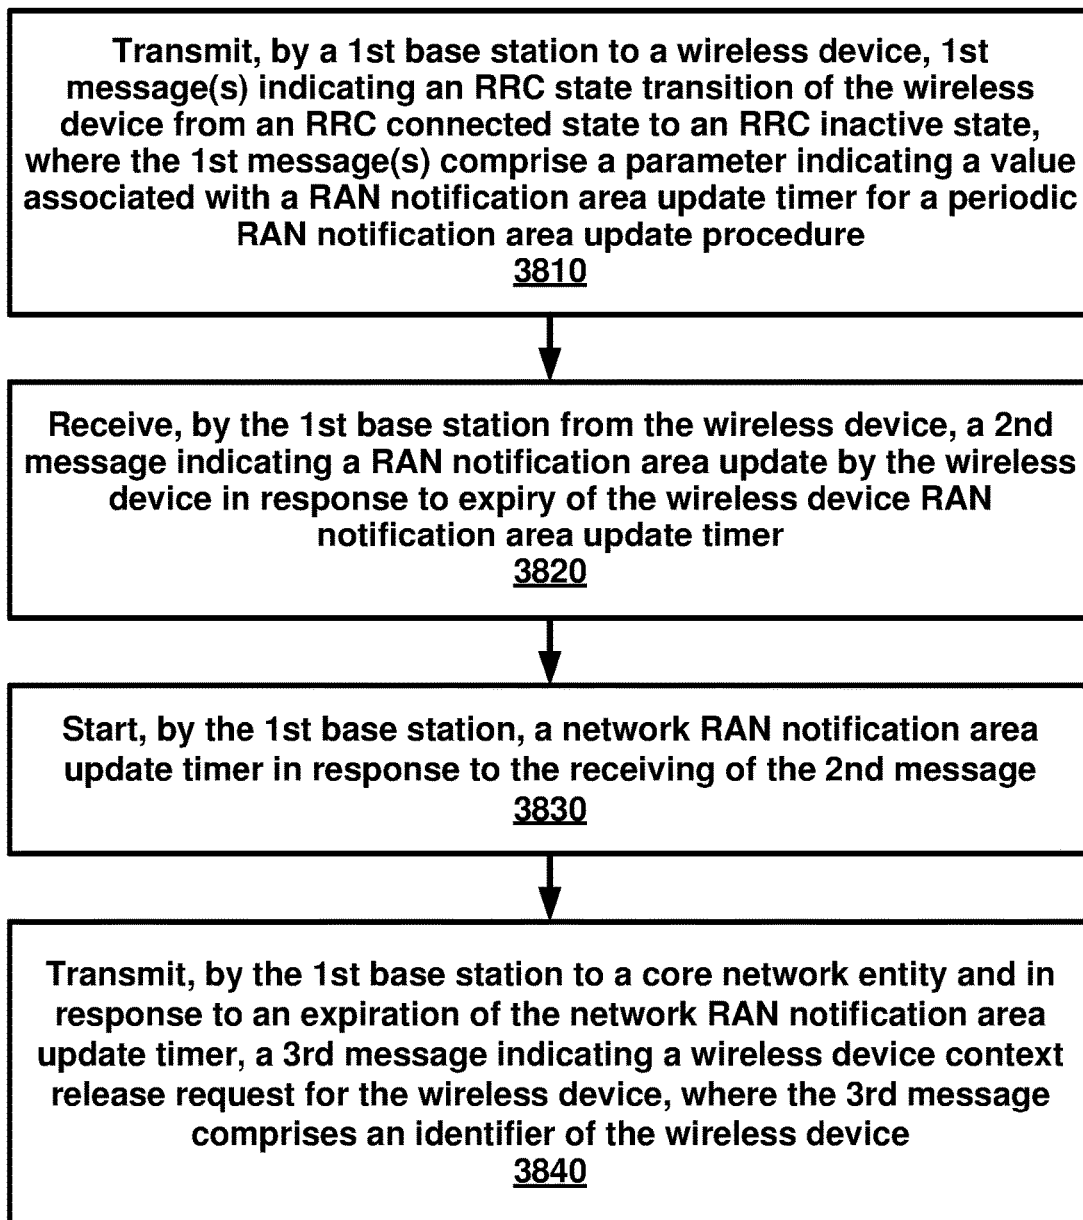 Transmit, by a 1st base station to a wireless device, 1st
message(s) indicating an RRC state transition of the wireless
device from an RRC connected state to an RRC inactive state,
where the 1st message(s) comprise a parameter indicating a value
associated with a RAN notification area update timer for a periodic
RAN notification area update procedure
3810
Receive, by the 1st base station from the wireless device, a 2nd
message indicating a RAN notification area update by the wireless
device in response to expiry of the wireless device RAN
notification area update timer
3820
Start, by the 1st base station, a network RAN notification area
update timer in response to the receiving of the 2nd message
3830
Transmit, by the 1st base station to a core network entity and in
response to an expiration of the network RAN notification area
update timer, a 3rd message indicating a wireless device context
release request for the wireless device, where the 3rd message
comprises an identifier of the wireless device
3840